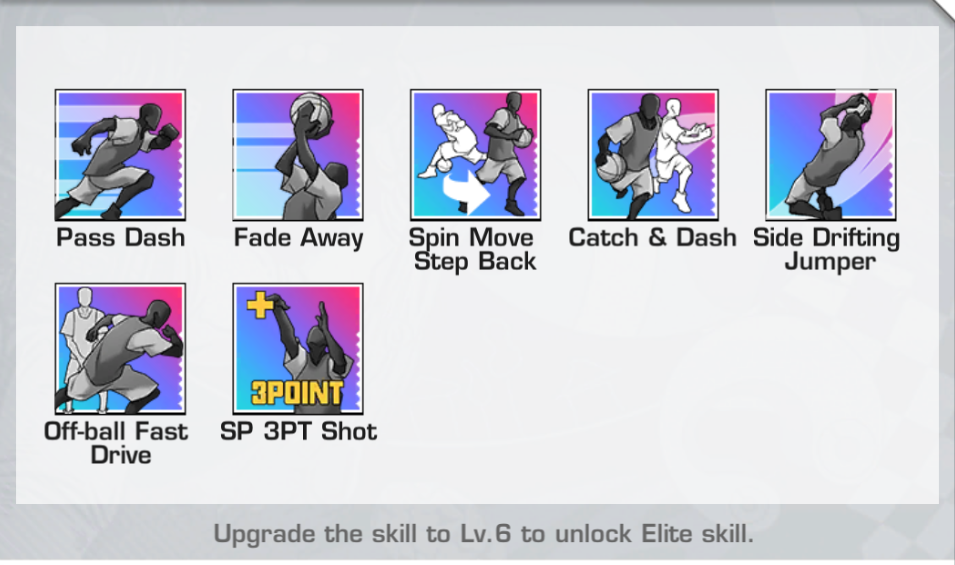 Pass Dash
Fade Away
Spin Move
Step Back
Catch & Dash
Side Drifting
Jumper
+
3POINT
Off-ball Fast
Drive
SP 3PT Shot
Upgrade the skill to Lv.6 to unlock Elite skill.